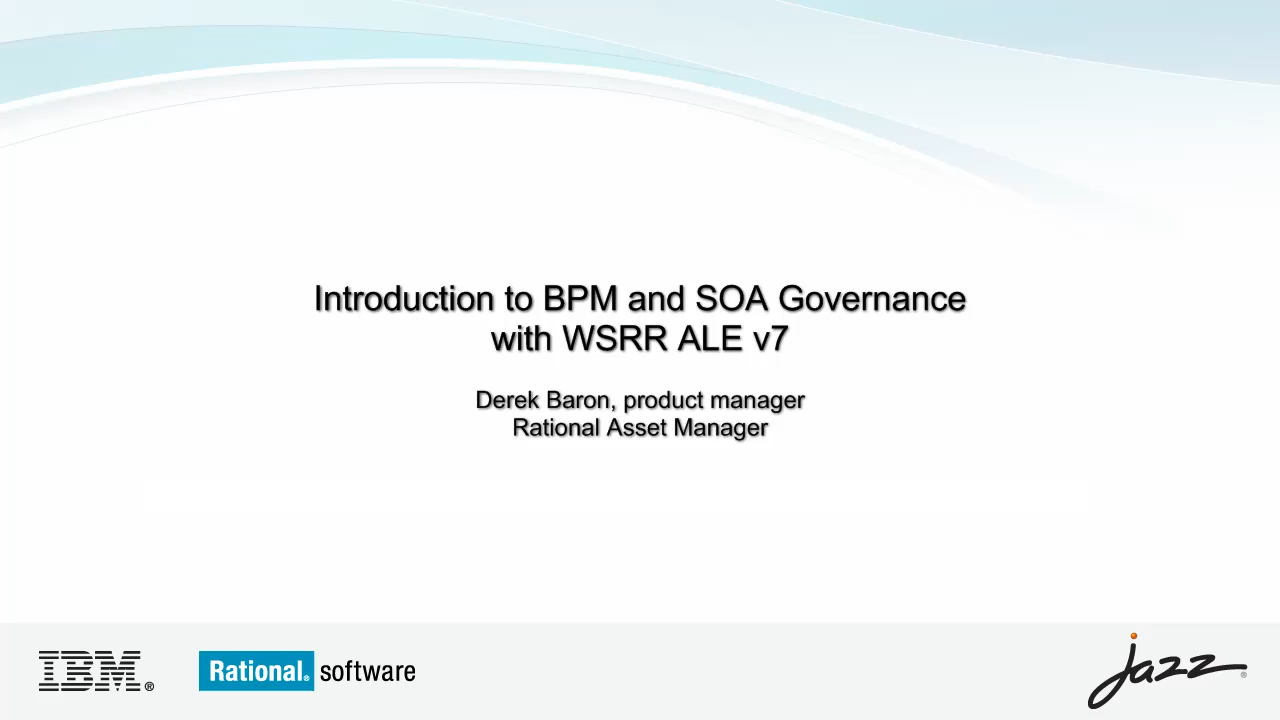 Introduction to BPM and SOA Governance
with WSRR ALE v7
Derek Baron, product manager
Rational Asset Manager
IBM® Rational® software jazz®